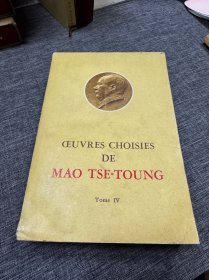 ŒUVRES CHOISIES
DE
MAO TSE-TOUNG
Tome IV